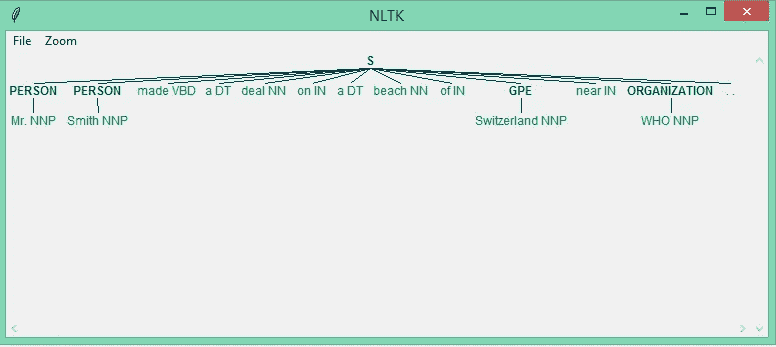 NLTK
File Zoom
S
PERSON PERSON made VBD a DT deal NN on IN a DT beach NN of IN GPE near IN ORGANIZATION . .
Mr. NNP Smith NNP Switzerland NNP WHO NNP